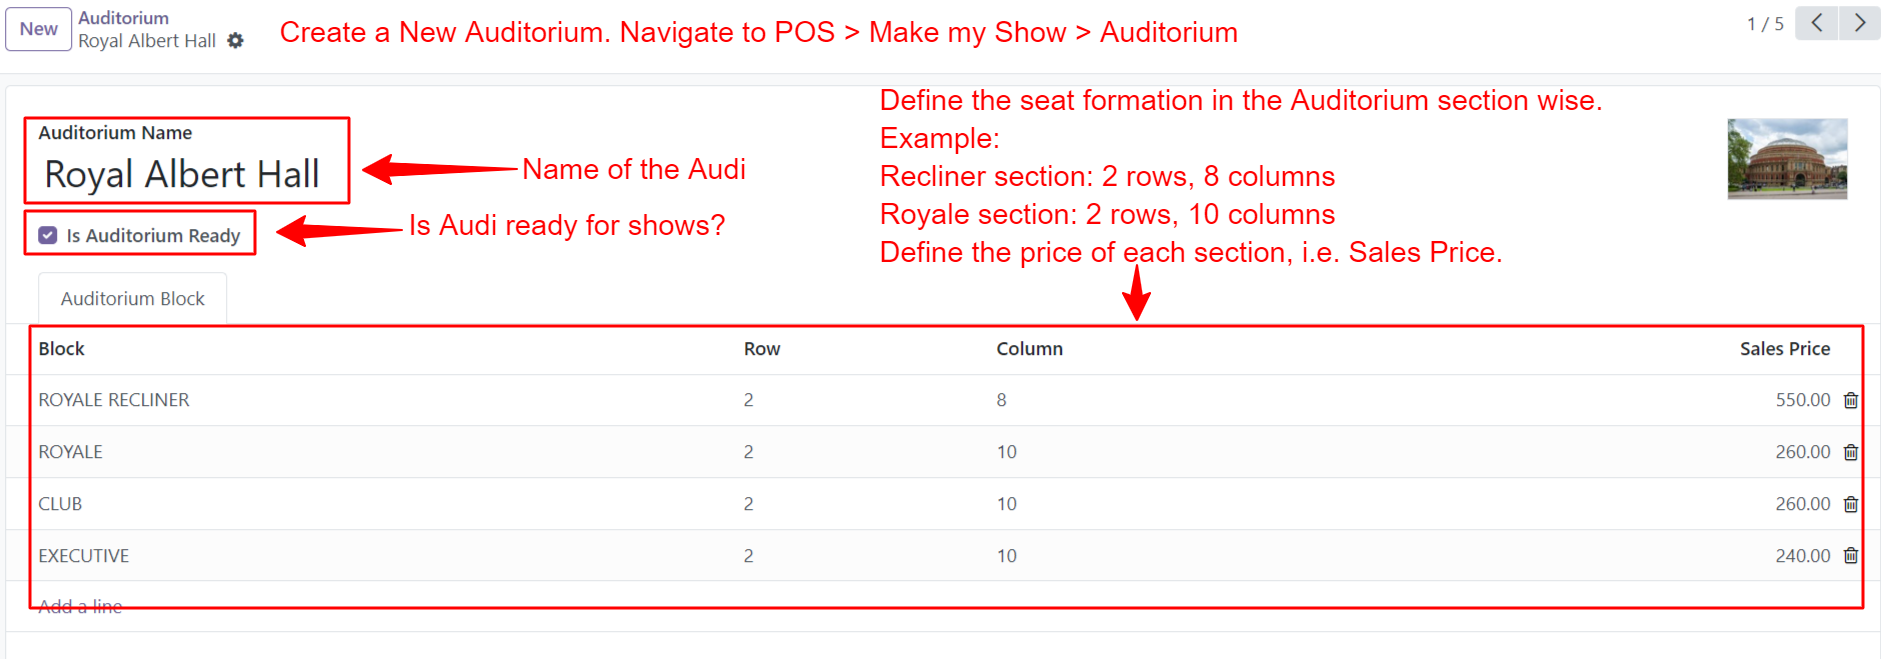 New
Auditorium
Royal Albert Hall
Create a New Auditorium. Navigate to POS > Make my Show > Auditorium
1 / 5
Define the seat formation in the Auditorium section wise.
Example:
Recliner section: 2 rows, 8 columns
Royale section: 2 rows, 10 columns
Define the price of each section, i.e. Sales Price.
Auditorium Name
Royal Albert Hall
Name of the Audi
Is Auditorium Ready
Is Audi ready for shows?
Auditorium Block
Block Row Column Sales Price
ROYALE RECLINER 2 8 550.00
ROYALE 2 10 260.00
CLUB 2 10 260.00
EXECUTIVE 2 10 240.00
Add a line